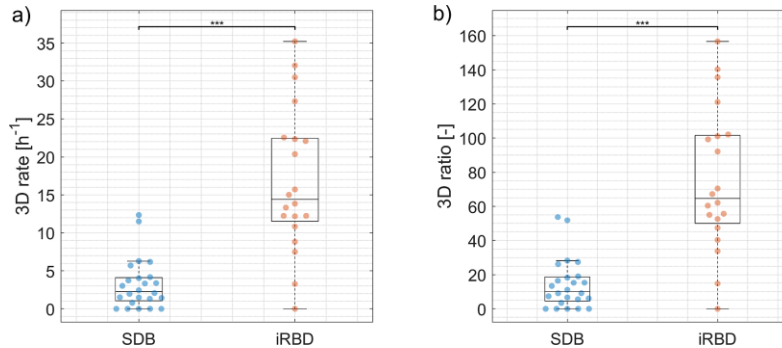 a)
***
3D rate [h⁻¹]
35
30
25
20
15
10
5
0
SDB
iRBD
b)
***
3D ratio [-]
160
140
120
100
80
60
40
20
0
SDB
iRBD